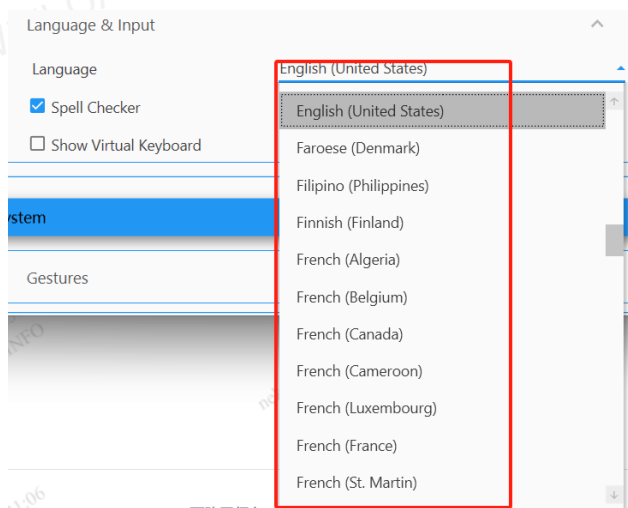 Language & Input
Language
English (United States)
Spell Checker
English (United States)
Show Virtual Keyboard
Faroese (Denmark)
Filipino (Philippines)
Finnish (Finland)
ystem
French (Algeria)
Gestures
French (Belgium)
French (Canada)
French (Cameroon)
French (Luxembourg)
French (France)
French (St. Martin)